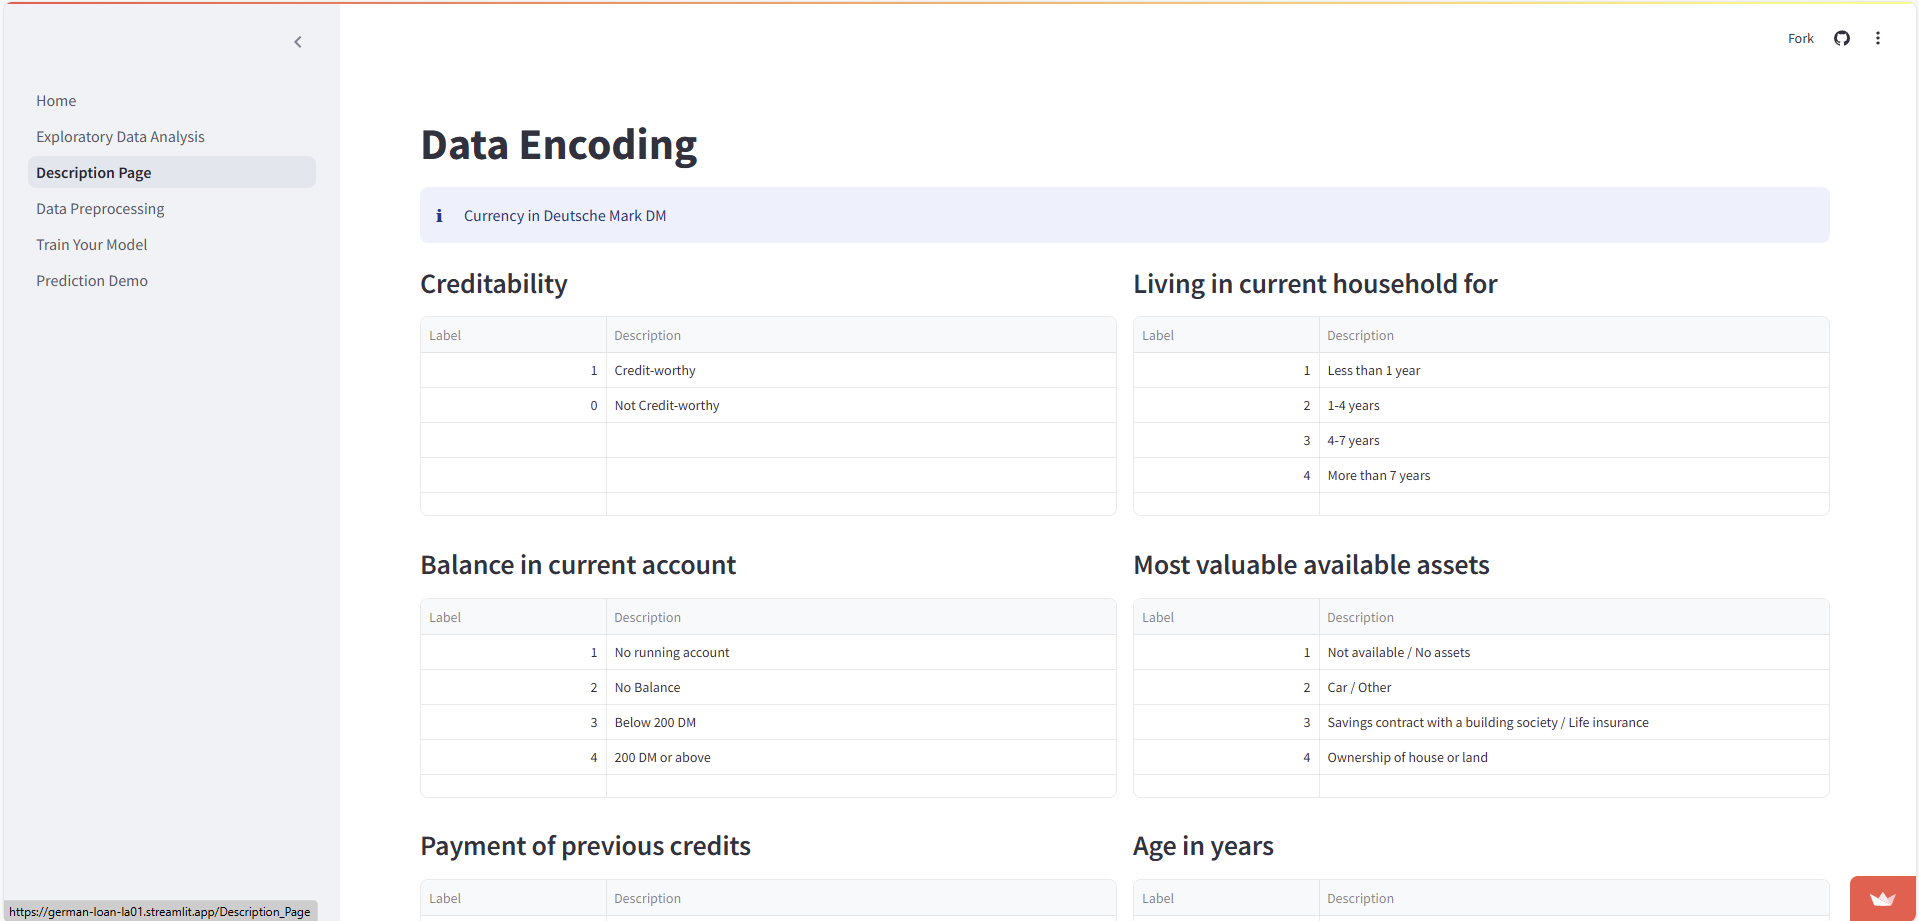 Fork
Home
Exploratory Data Analysis
Description Page
Data Preprocessing
Train Your Model
Prediction Demo
Data Encoding
Currency in Deutsche Mark DM
Creditability
Label Description
1 Credit-worthy
0 Not Credit-worthy
Living in current household for
Label Description
1 Less than 1 year
2 1-4 years
3 4-7 years
4 More than 7 years
Balance in current account
Label Description
1 No running account
2 No Balance
3 Below 200 DM
4 200 DM or above
Most valuable available assets
Label Description
1 Not available / No assets
2 Car / Other
3 Savings contract with a building society / Life insurance
4 Ownership of house or land
Payment of previous credits
Label Description
Age in years
Label Description
https://german-loan-la01.streamlit.app/Description_Page